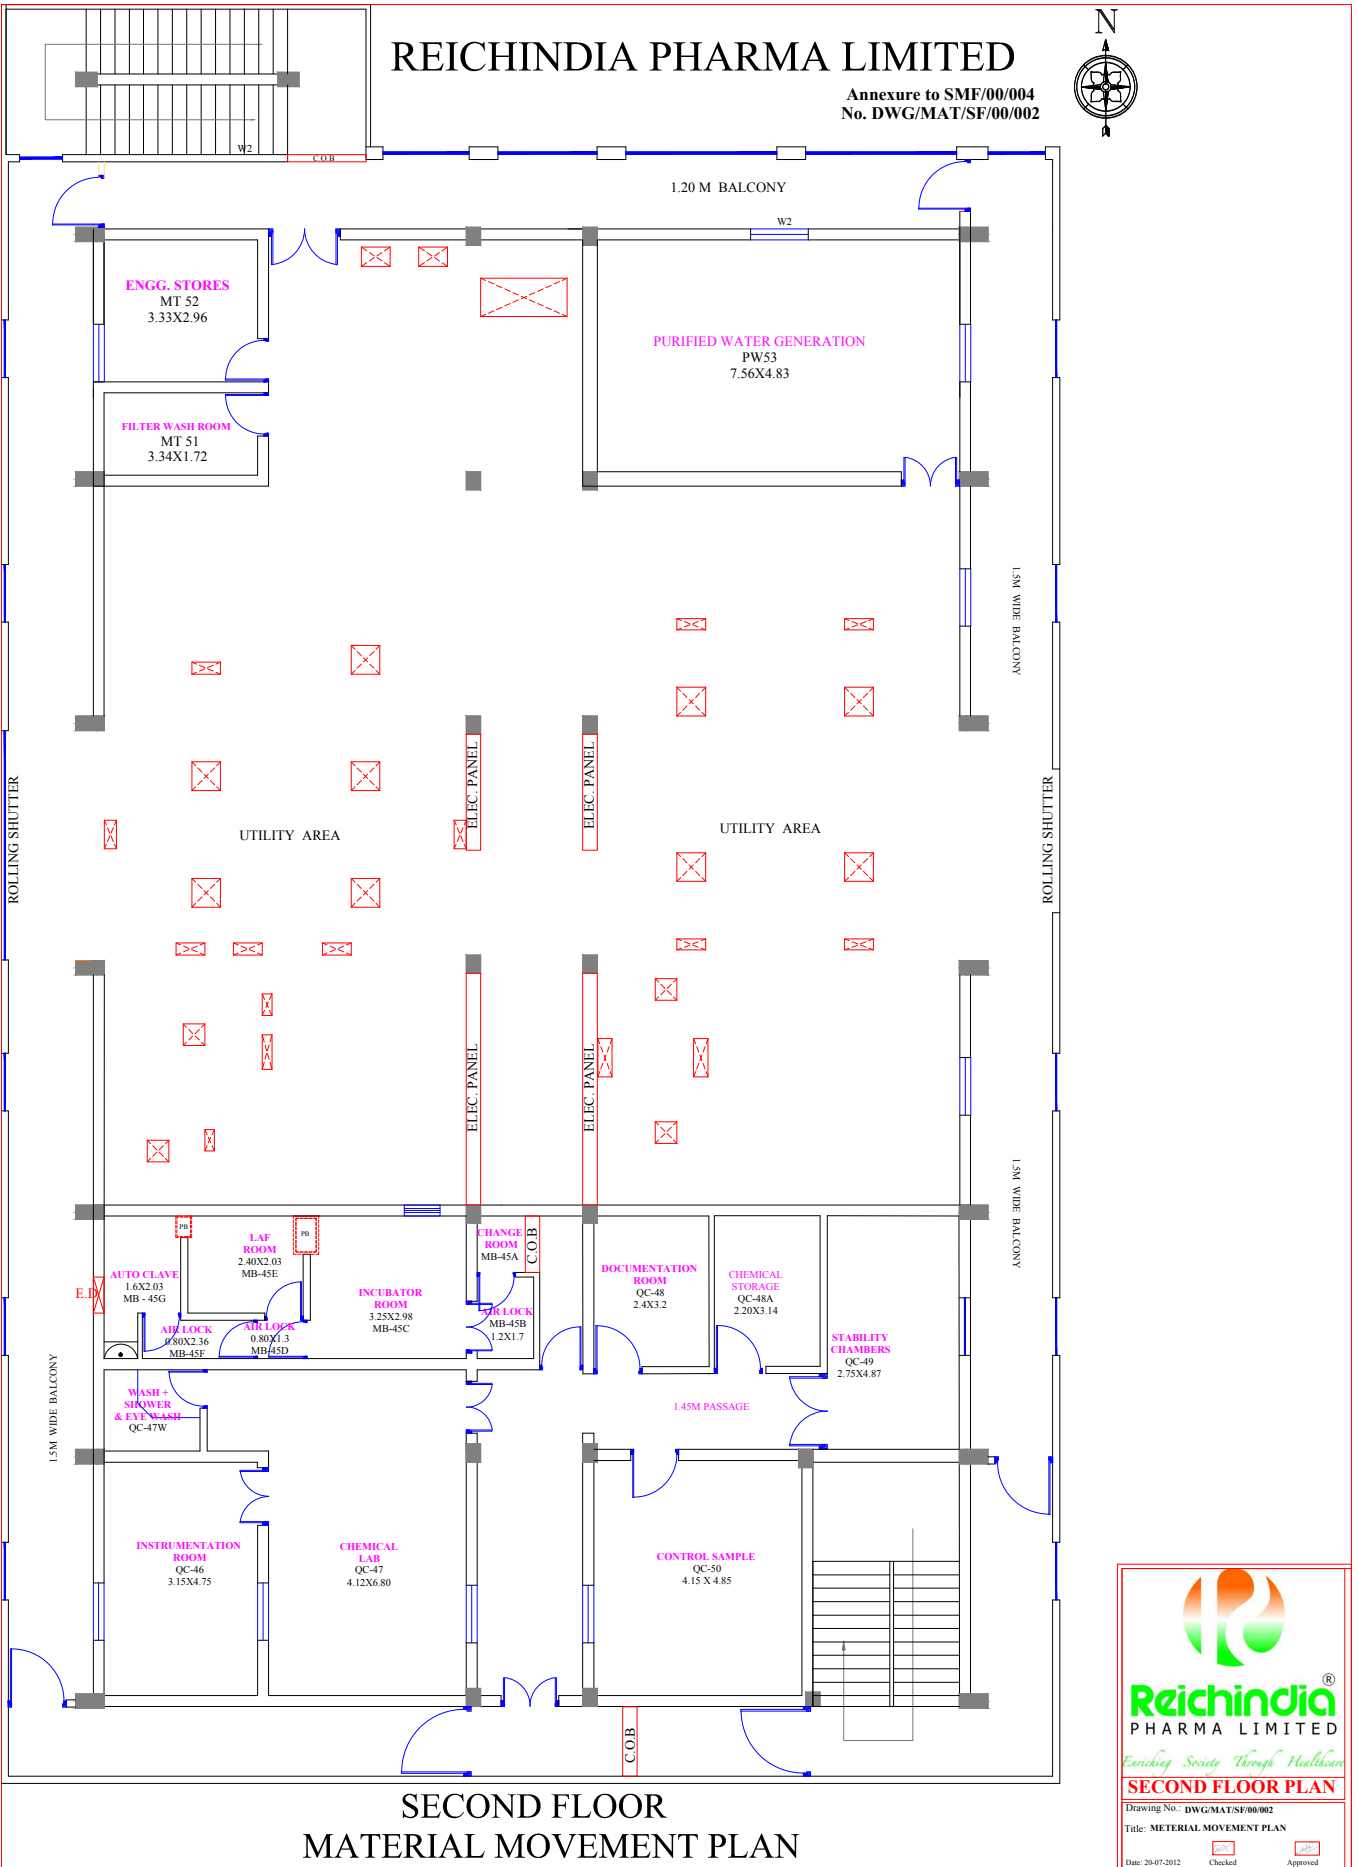 REICHINDIA PHARMA LIMITED
Annexure to SMF/00/004
No. DWG/MAT/SF/00/002
N
W2
C.O.B
1.20 M BALCONY
W2
ENGG. STORES
MT 52
3.33X2.96
PURIFIED WATER GENERATION
PW53
7.56X4.83
FILTER WASH ROOM
MT 51
3.34X1.72
1.5M WIDE BALCONY
ROLLING SHUTTER
ELEC. PANEL
ELEC. PANEL
UTILITY AREA
UTILITY AREA
ROLLING SHUTTER
ELEC. PANEL
ELEC. PANEL
1.5M WIDE BALCONY
PB
PB
LAF
ROOM
2.40X2.03
MB-45E
CHANGE
ROOM
MB-45A
C.O.B
AUTO CLAVE
1.6X2.03
MB - 45G
E.D
DOCUMENTATION
ROOM
QC-48
2.4X3.2
CHEMICAL
STORAGE
QC-48A
2.20X3.14
INCUBATOR
ROOM
3.25X2.98
MB-45C
AIR LOCK
MB-45B
1.2X1.7
AIR LOCK
0.80X2.36
MB-45F
AIR LOCK
0.80X1.3
MB-45D
STABILITY
CHAMBERS
QC-49
2.75X4.87
1.5M WIDE BALCONY
WASH +
SHOWER
& EYE WASH
QC-47W
1.45M PASSAGE
INSTRUMENTATION
ROOM
QC-46
3.15X4.75
CHEMICAL
LAB
QC-47
4.12X6.80
CONTROL SAMPLE
QC-50
4.15 X 4.85
C.O.B
SECOND FLOOR
MATERIAL MOVEMENT PLAN
Reichindia®
PHARMA LIMITED
Enriching Society Through Healthcare
SECOND FLOOR PLAN
Drawing No.: DWG/MAT/SF/00/002
Title: METERIAL MOVEMENT PLAN
Date: 20-07-2012 Checked Approved